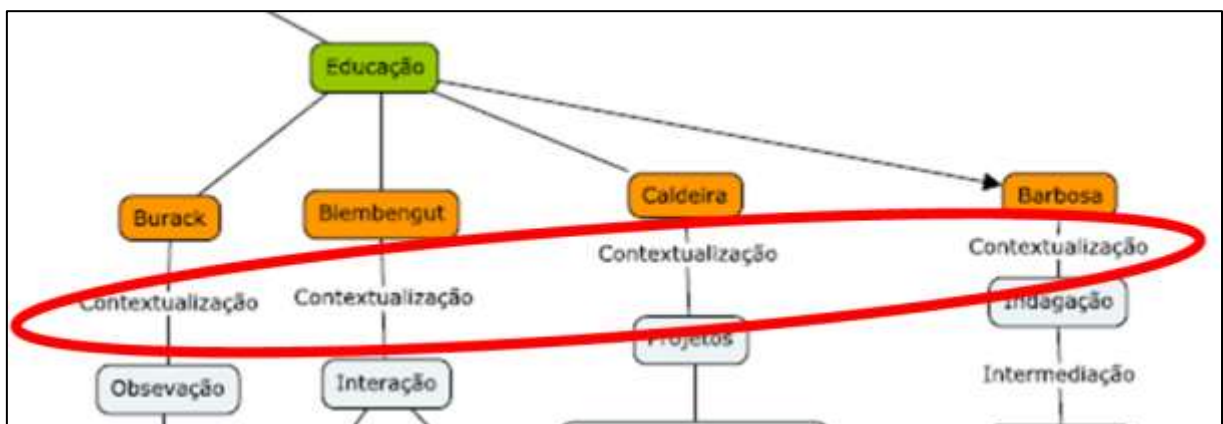 Educação
Burack
Biembengut
Caldeira
Barbosa
Contextualização
Contextualização
Contextualização
Contextualização
Obsevação
Interação
Projetos
Indagação
Intermediação